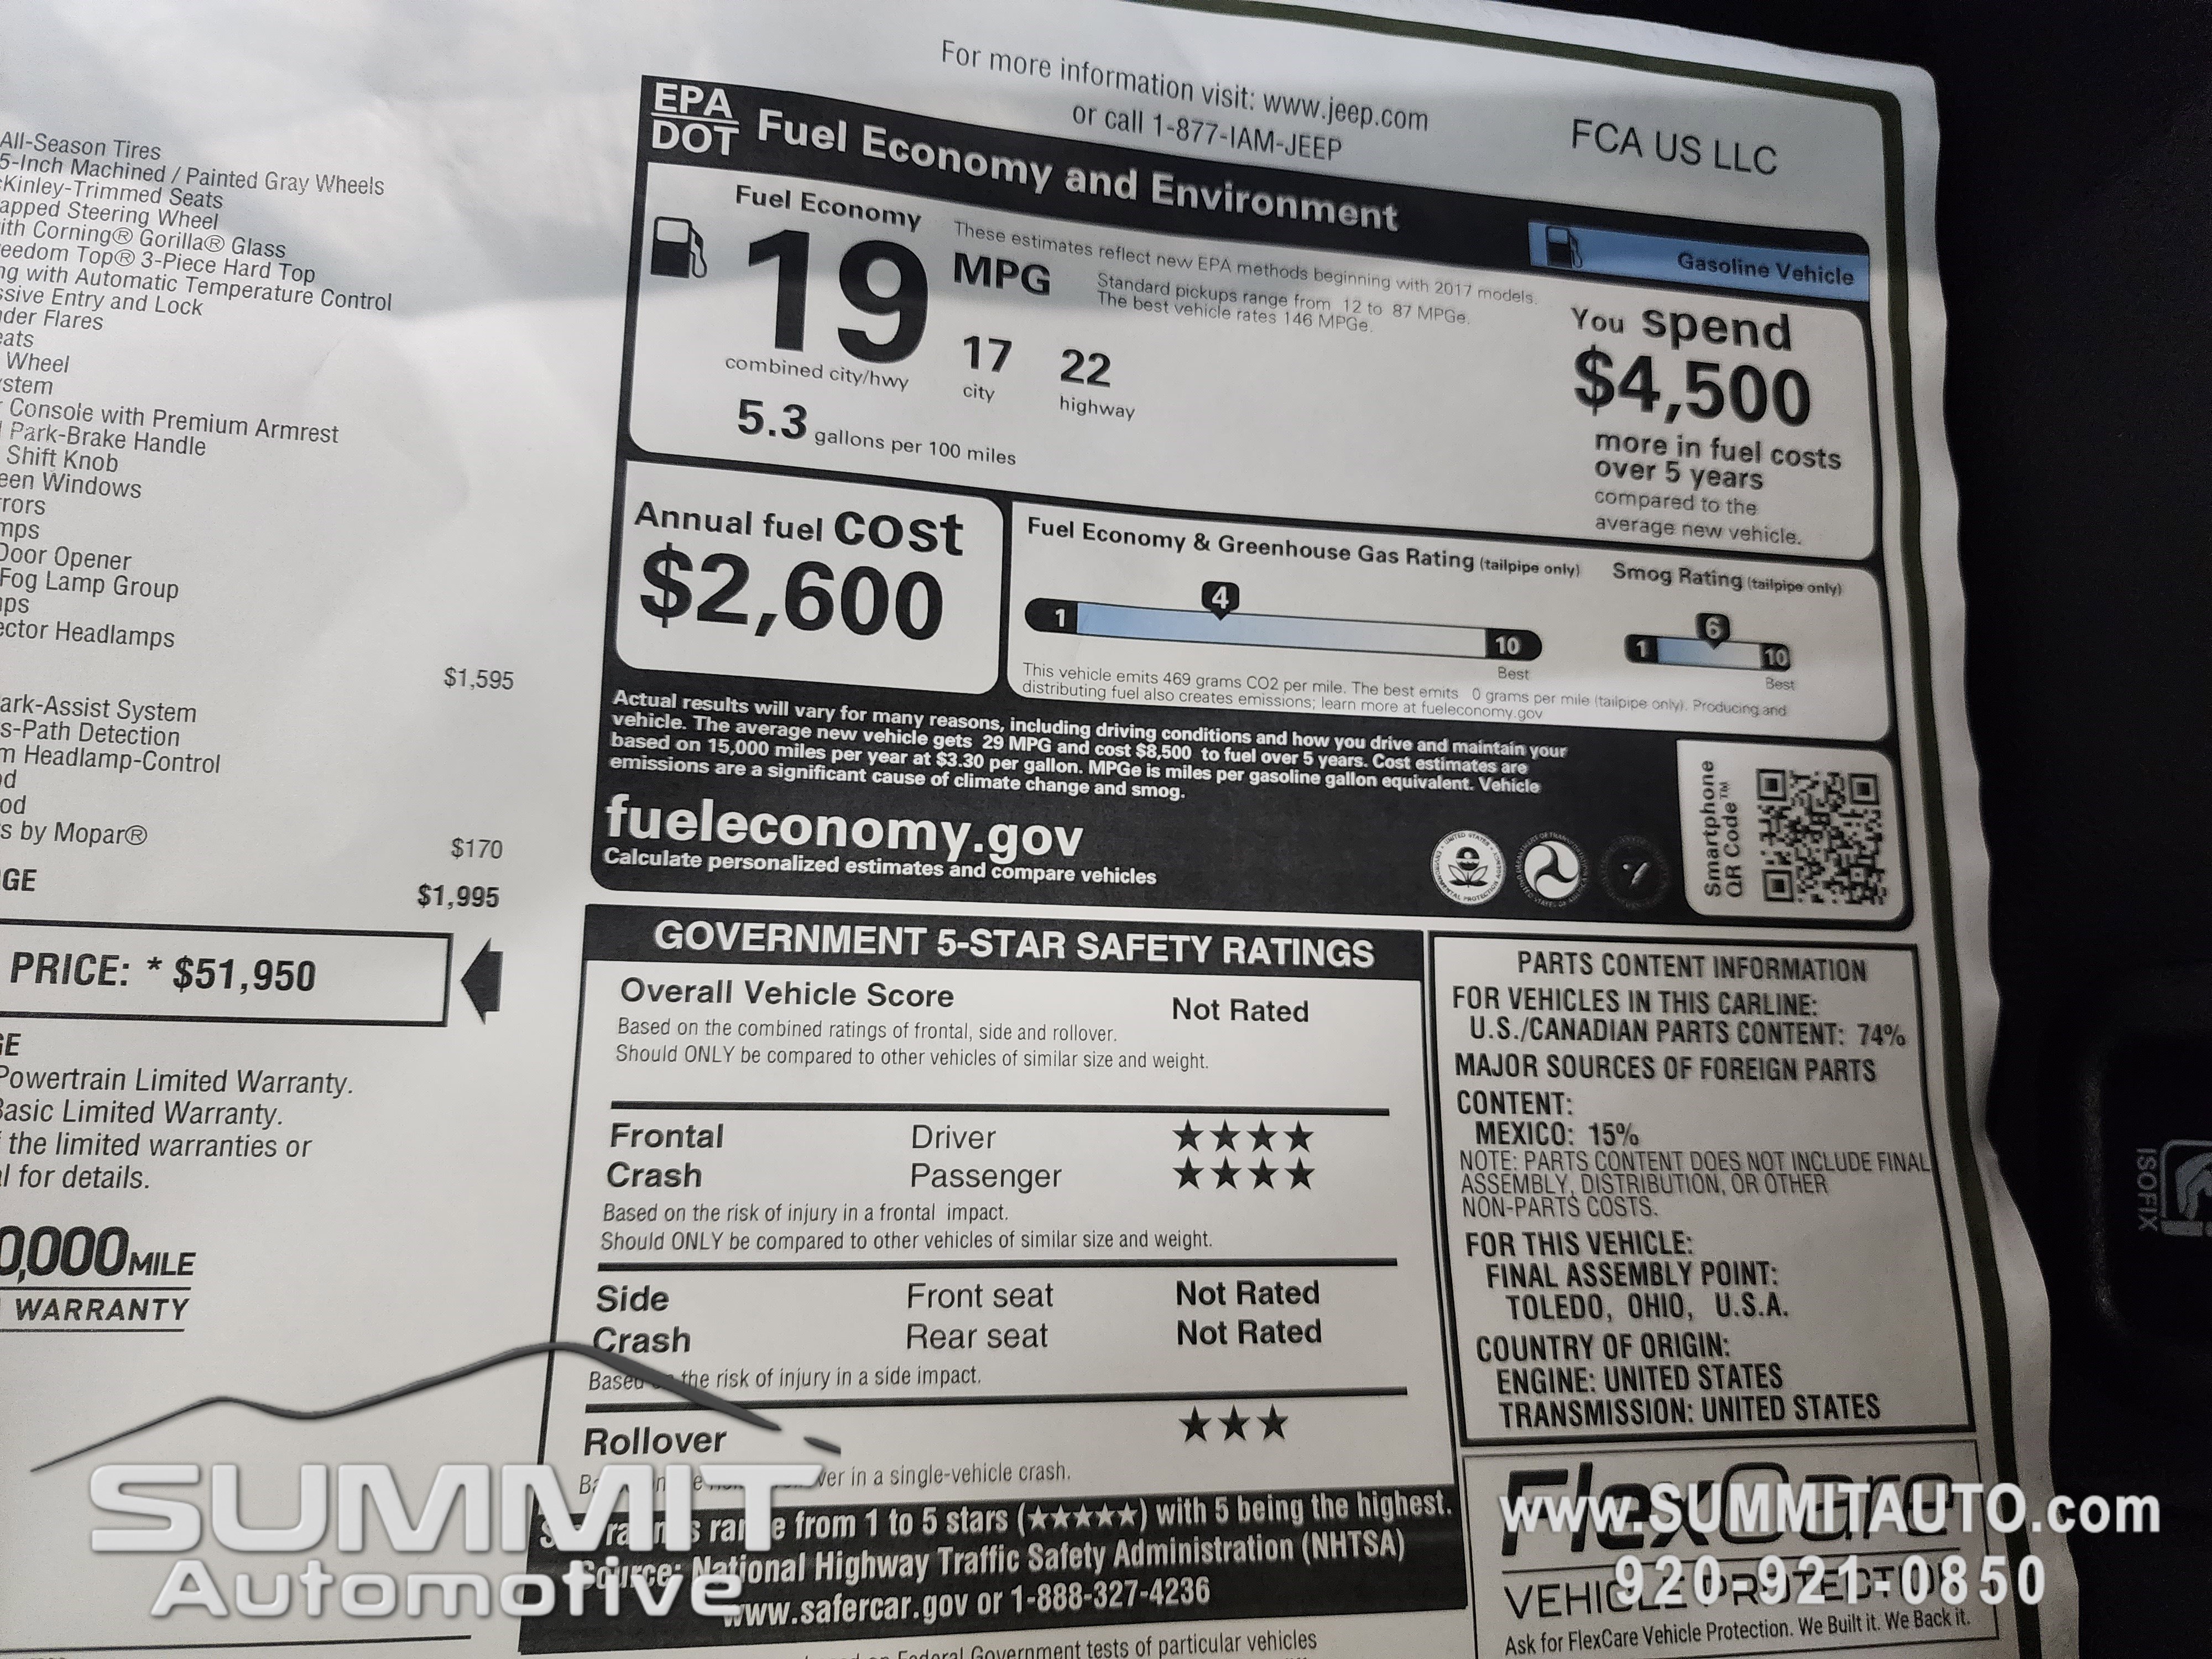 For more information visit: www.jeep.com
or call 1-877-IAM-JEEP
FCA US LLC
All-Season Tires
5-Inch Machined / Painted Gray Wheels
cKinley-Trimmed Seats
apped Steering Wheel
ith Corning® Gorilla® Glass
eedom Top® 3-Piece Hard Top
ng with Automatic Temperature Control
ssive Entry and Lock
nder Flares
eats
Wheel
ystem
r Console with Premium Armrest
d Park-Brake Handle
Shift Knob
een Windows
rrors
mps
Door Opener
Fog Lamp Group
nps
ector Headlamps
$1,595
ark-Assist System
s-Path Detection
m Headlamp-Control
d
od
s by Mopar®
$170
GE
$1,995
PRICE: * $51,950
GE
Powertrain Limited Warranty.
Basic Limited Warranty.
f the limited warranties or
l for details.
0,000 MILE
WARRANTY
EPA
DOT
Fuel Economy and Environment
Gasoline Vehicle
Fuel Economy
These estimates reflect new EPA methods beginning with 2017 models.
19 MPG
Standard pickups range from 12 to 87 MPGe.
The best vehicle rates 146 MPGe.
17
22
combined city/hwy
city
highway
5.3 gallons per 100 miles
You spend
$4,500
more in fuel costs
over 5 years
compared to the
average new vehicle.
Annual fuel cost
$2,600
Fuel Economy & Greenhouse Gas Rating (tailpipe only)
Smog Rating (tailpipe only)
4
1
10
Best
6
1
10
Best
This vehicle emits 469 grams CO2 per mile. The best emits 0 grams per mile (tailpipe only). Producing and
distributing fuel also creates emissions; learn more at fueleconomy.gov
Actual results will vary for many reasons, including driving conditions and how you drive and maintain your
vehicle. The average new vehicle gets 29 MPG and cost $8,500 to fuel over 5 years. Cost estimates are
based on 15,000 miles per year at $3.30 per gallon. MPGe is miles per gasoline gallon equivalent. Vehicle
emissions are a significant cause of climate change and smog.
fueleconomy.gov
Calculate personalized estimates and compare vehicles
Smartphone
QR Code™
GOVERNMENT 5-STAR SAFETY RATINGS
Overall Vehicle Score
Not Rated
Based on the combined ratings of frontal, side and rollover.
Should ONLY be compared to other vehicles of similar size and weight.
Frontal Driver ★★★★
Crash Passenger ★★★★
Based on the risk of injury in a frontal impact.
Should ONLY be compared to other vehicles of similar size and weight.
Side Front seat Not Rated
Crash Rear seat Not Rated
Based on the risk of injury in a side impact.
Rollover ★★★
ver in a single-vehicle crash.
range from 1 to 5 stars (★★★★★) with 5 being the highest.
Source: National Highway Traffic Safety Administration (NHTSA)
www.safercar.gov or 1-888-327-4236
Federal Government tests of particular vehicles
PARTS CONTENT INFORMATION
FOR VEHICLES IN THIS CARLINE:
U.S./CANADIAN PARTS CONTENT: 74%
MAJOR SOURCES OF FOREIGN PARTS
CONTENT:
MEXICO: 15%
NOTE: PARTS CONTENT DOES NOT INCLUDE FINAL
ASSEMBLY, DISTRIBUTION, OR OTHER
NON-PARTS COSTS.
FOR THIS VEHICLE:
FINAL ASSEMBLY POINT:
TOLEDO, OHIO, U.S.A.
COUNTRY OF ORIGIN:
ENGINE: UNITED STATES
TRANSMISSION: UNITED STATES
FlexCare
VEHICLE PROTECTION
Ask for FlexCare Vehicle Protection. We Built it. We Back it.
ISOFIX
SUMMIT
Automotive
www.SUMMITAUTO.com
920-921-0850